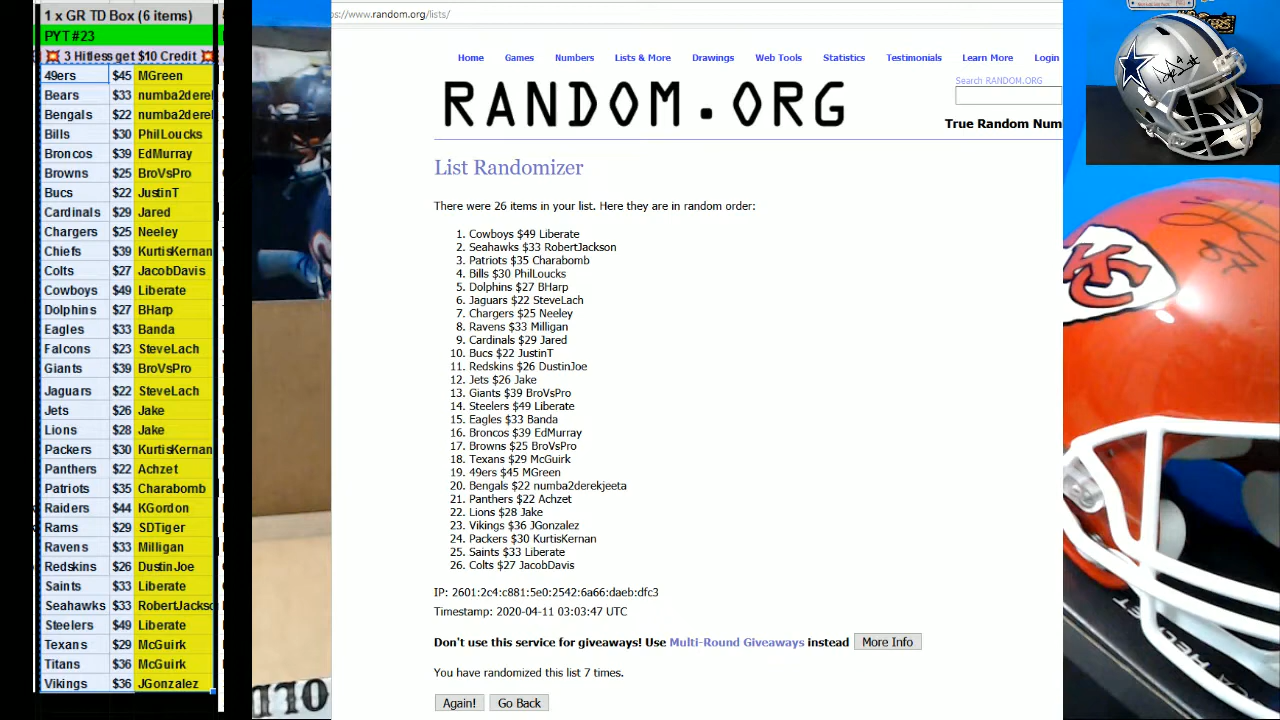 1 x GR TD Box (6 items)
PYT #23
💥 3 Hitless get $10 Credit 💥
49ers $45 MGreen
Bears $33 numba2derel
Bengals $22 numba2derel
Bills $30 PhilLoucks
Broncos $39 EdMurray
Browns $25 BroVsPro
Bucs $22 JustinT
Cardinals $29 Jared
Chargers $25 Neeley
Chiefs $39 KurtisKernan
Colts $27 JacobDavis
Cowboys $49 Liberate
Dolphins $27 BHarp
Eagles $33 Banda
Falcons $23 SteveLach
Giants $39 BroVsPro
Jaguars $22 SteveLach
Jets $26 Jake
Lions $28 Jake
Packers $30 KurtisKernan
Panthers $22 Achzet
Patriots $35 Charabomb
Raiders $44 KGordon
Rams $29 SDTiger
Ravens $33 Milligan
Redskins $26 DustinJoe
Saints $33 Liberate
Seahawks $33 RobertJackso
Steelers $49 Liberate
Texans $29 McGuirk
Titans $36 McGuirk
Vikings $36 JGonzalez
s://www.random.org/lists/
Home Games Numbers Lists & More Drawings Web Tools Statistics Testimonials Learn More Login
Search RANDOM.ORG
RANDOM.ORG
True Random Num
List Randomizer
There were 26 items in your list. Here they are in random order:
1. Cowboys $49 Liberate
2. Seahawks $33 RobertJackson
3. Patriots $35 Charabomb
4. Bills $30 PhilLoucks
5. Dolphins $27 BHarp
6. Jaguars $22 SteveLach
7. Chargers $25 Neeley
8. Ravens $33 Milligan
9. Cardinals $29 Jared
10. Bucs $22 JustinT
11. Redskins $26 DustinJoe
12. Jets $26 Jake
13. Giants $39 BroVsPro
14. Steelers $49 Liberate
15. Eagles $33 Banda
16. Broncos $39 EdMurray
17. Browns $25 BroVsPro
18. Texans $29 McGuirk
19. 49ers $45 MGreen
20. Bengals $22 numba2derekjeeta
21. Panthers $22 Achzet
22. Lions $28 Jake
23. Vikings $36 JGonzalez
24. Packers $30 KurtisKernan
25. Saints $33 Liberate
26. Colts $27 JacobDavis
IP: 2601:2c4:c881:5e0:2542:6a66:daeb:dfc3
Timestamp: 2020-04-11 03:03:47 UTC
Don't use this service for giveaways! Use Multi-Round Giveaways instead More Info
You have randomized this list 7 times.
Again! Go Back
KC
87